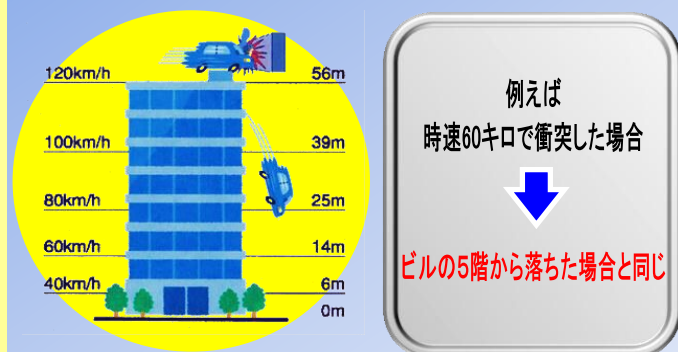 120km/h 56m
100km/h 39m
80km/h 25m
60km/h 14m
40km/h 6m
0m
例えば
時速60キロで衝突した場合
ビルの5階から落ちた場合と同じ